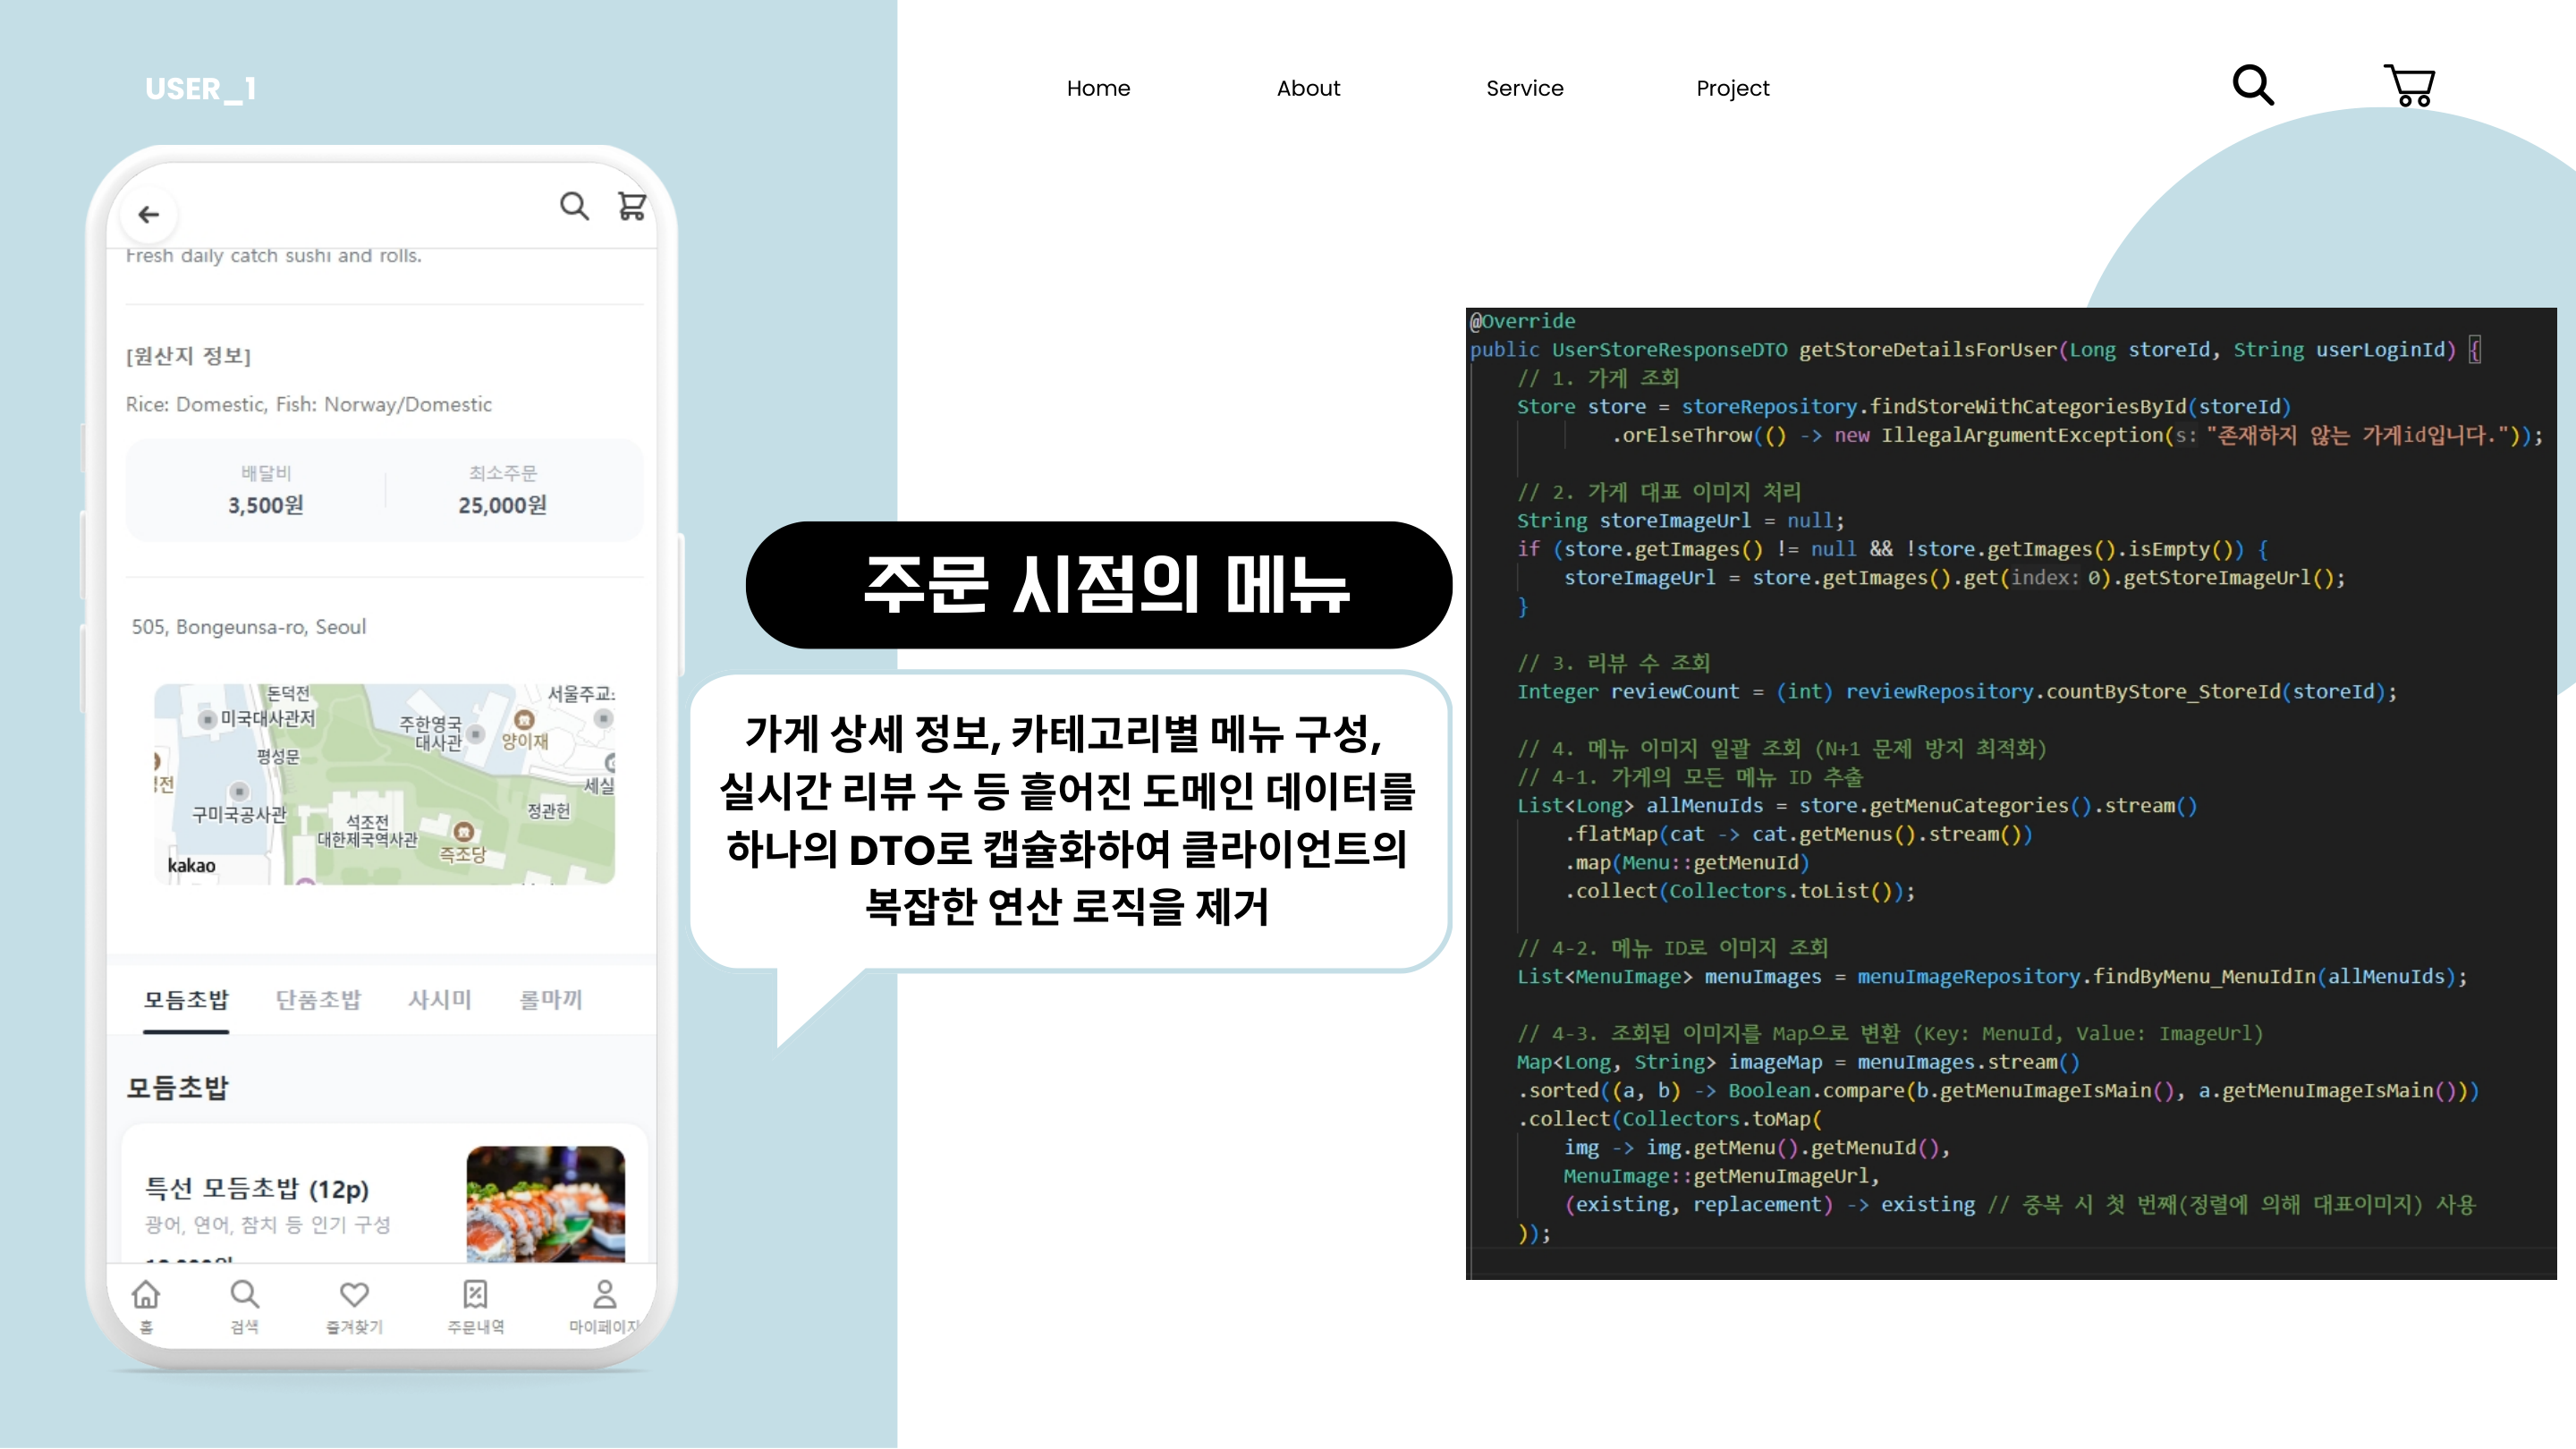 USER_1
Home About Service Project
Fresh daily catch sushi and rolls.
[원산지 정보]
Rice: Domestic, Fish: Norway/Domestic
배달비 최소주문
3,500원 25,000원
505, Bongeunsa-ro, Seoul
돈덕전
서울주교
미국대사관저
주한영국
대사관
양이재
평성문
세실
구미국공사관
정관헌
석조전
대한제국역사관
즉조당
kakao
모듬초밥 단품초밥 사시미 롤마끼
모듬초밥
특선 모듬초밥 (12p)
광어, 연어, 참치 등 인기 구성
홈 검색 즐겨찾기 주문내역 마이페이지
주문 시점의 메뉴
가게 상세 정보, 카테고리별 메뉴 구성,
실시간 리뷰 수 등 흩어진 도메인 데이터를
하나의 DTO로 캡슐화하여 클라이언트의
복잡한 연산 로직을 제거
@Override
public UserStoreResponseDTO getStoreDetailsForUser(Long storeId, String userLoginId) {
// 1. 가게 조회
Store store = storeRepository.findStoreWithCategoriesById(storeId)
.orElseThrow(() -> new IllegalArgumentException(s: "존재하지 않는 가게id입니다."));
// 2. 가게 대표 이미지 처리
String storeImageUrl = null;
if (store.getImages() != null && !store.getImages().isEmpty()) {
storeImageUrl = store.getImages().get(index: 0).getStoreImageUrl();
}
// 3. 리뷰 수 조회
Integer reviewCount = (int) reviewRepository.countByStore_StoreId(storeId);
// 4. 메뉴 이미지 일괄 조회 (N+1 문제 방지 최적화)
// 4-1. 가게의 모든 메뉴 ID 추출
List<Long> allMenuIds = store.getMenuCategories().stream()
.flatMap(cat -> cat.getMenus().stream())
.map(Menu::getMenuId)
.collect(Collectors.toList());
// 4-2. 메뉴 ID로 이미지 조회
List<MenuImage> menuImages = menuImageRepository.findByMenu_MenuIdIn(allMenuIds);
// 4-3. 조회된 이미지를 Map으로 변환 (Key: MenuId, Value: ImageUrl)
Map<Long, String> imageMap = menuImages.stream()
.sorted((a, b) -> Boolean.compare(b.getMenuImageIsMain(), a.getMenuImageIsMain()))
.collect(Collectors.toMap(
img -> img.getMenu().getMenuId(),
MenuImage::getMenuImageUrl,
(existing, replacement) -> existing // 중복 시 첫 번째(정렬에 의해 대표이미지) 사용
));